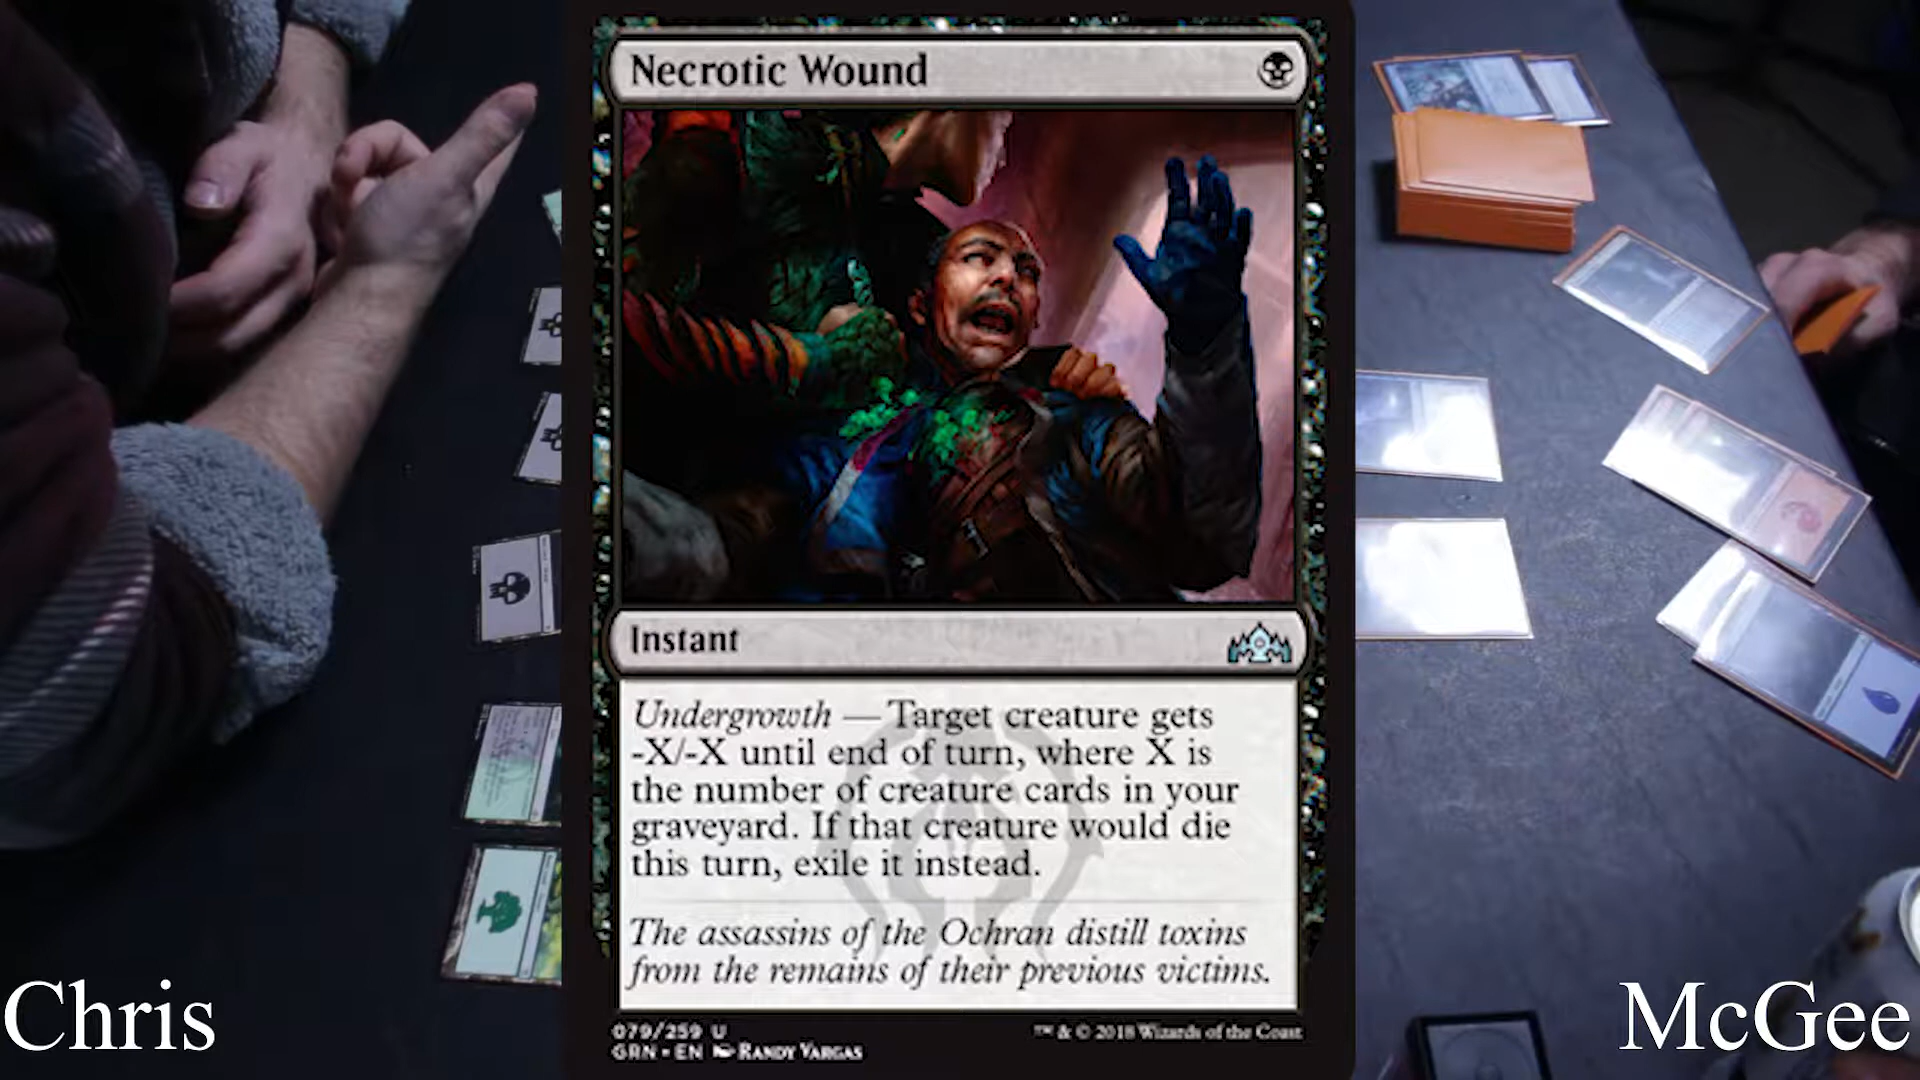 Necrotic Wound
Instant
Undergrowth — Target creature gets
-X/-X until end of turn, where X is
the number of creature cards in your
graveyard. If that creature would die
this turn, exile it instead.
The assassins of the Ochran distill toxins
from the remains of their previous victims.
079/259 U
GRN • EN RANDY VARGAS
™ & © 2018 Wizards of the Coast
Chris
McGee